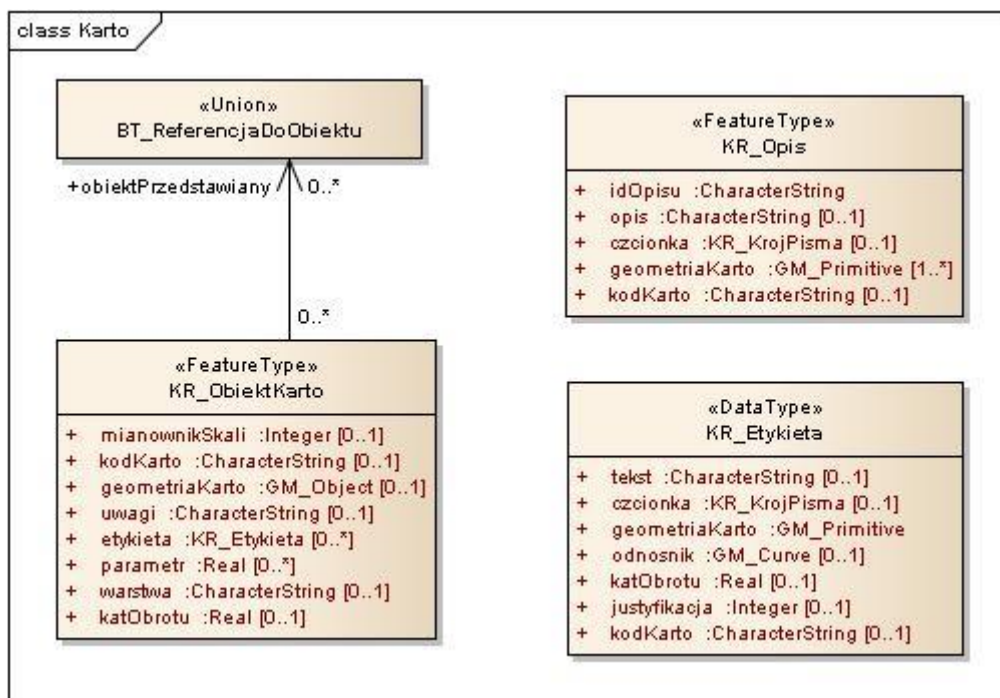 class Karto
«Union»
BT_ReferencjaDoObiektu
+obiektPrzedstawiany
0..*
0..*
«FeatureType»
KR_ObiektKarto
+ mianownikSkali :Integer [0..1]
+ kodKarto :CharacterString [0..1]
+ geometriaKarto :GM_Object [0..1]
+ uwagi :CharacterString [0..1]
+ etykieta :KR_Etykieta [0..*]
+ parametr :Real [0..*]
+ warstwa :CharacterString [0..1]
+ katObrotu :Real [0..1]
«FeatureType»
KR_Opis
+ idOpisu :CharacterString
+ opis :CharacterString [0..1]
+ czcionka :KR_KrojPisma [0..1]
+ geometriaKarto :GM_Primitive [1..*]
+ kodKarto :CharacterString [0..1]
«DataType»
KR_Etykieta
+ tekst :CharacterString [0..1]
+ czcionka :KR_KrojPisma [0..1]
+ geometriaKarto :GM_Primitive
+ odnosnik :GM_Curve [0..1]
+ katObrotu :Real [0..1]
+ justyfikacja :Integer [0..1]
+ kodKarto :CharacterString [0..1]